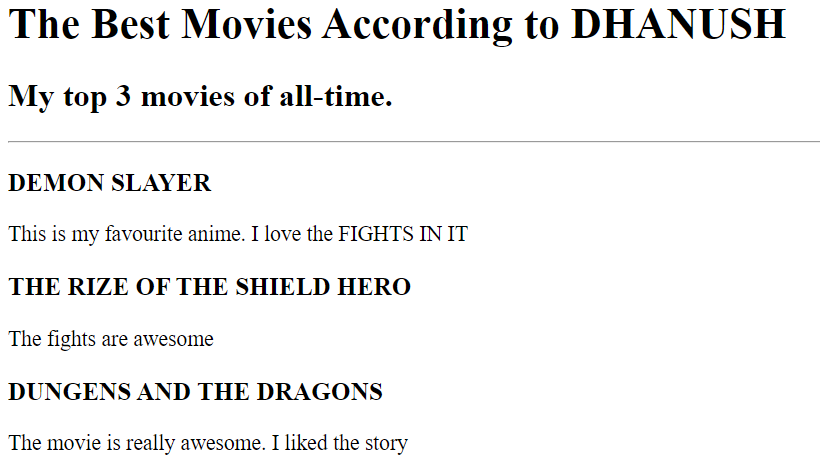 The Best Movies According to DHANUSH
My top 3 movies of all-time.
DEMON SLAYER
This is my favourite anime. I love the FIGHTS IN IT
THE RIZE OF THE SHIELD HERO
The fights are awesome
DUNGENS AND THE DRAGONS
The movie is really awesome. I liked the story